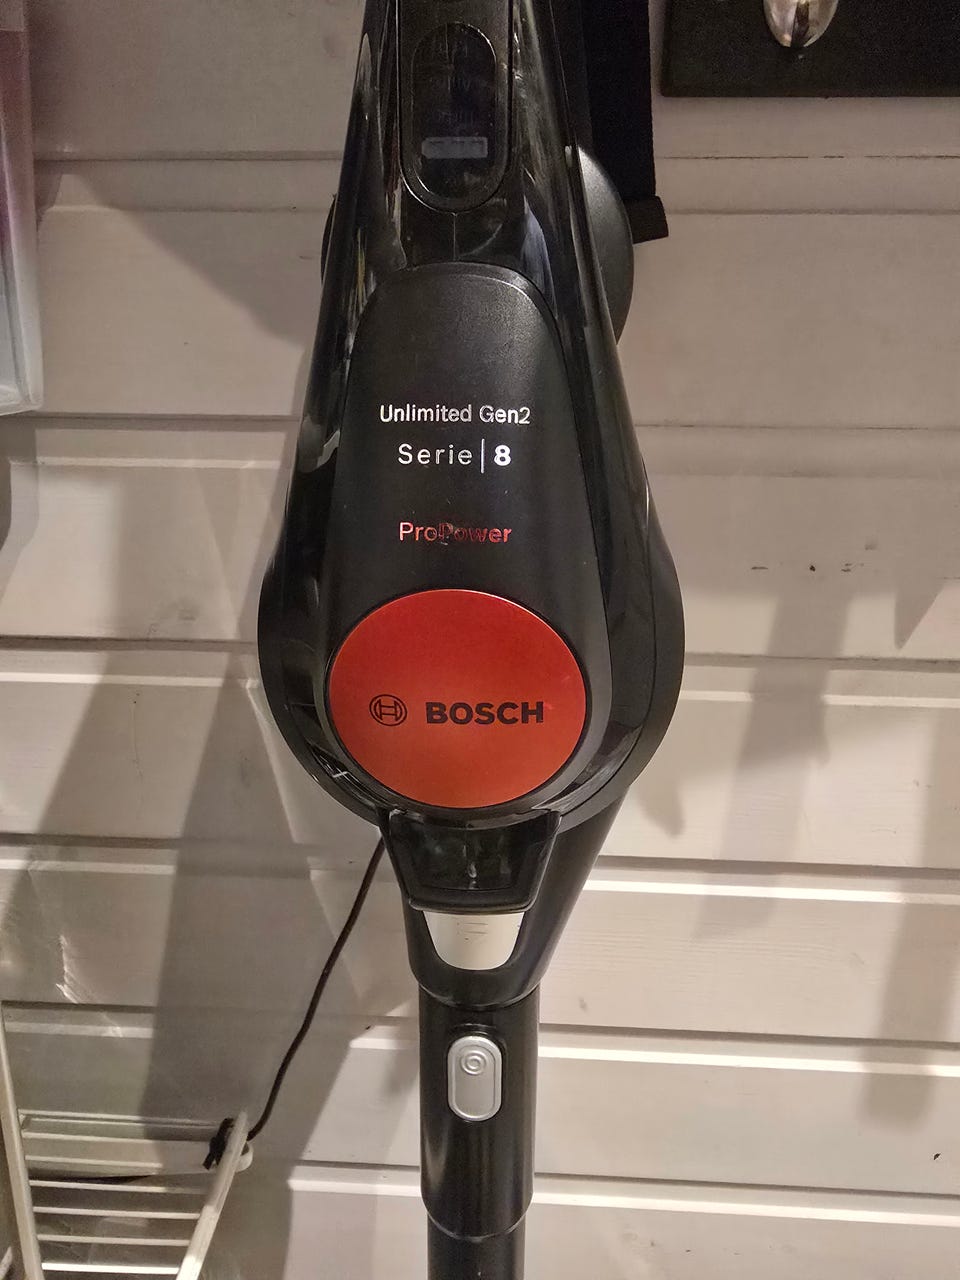 Unlimited Gen2
Serie | 8
ProPower
BOSCH